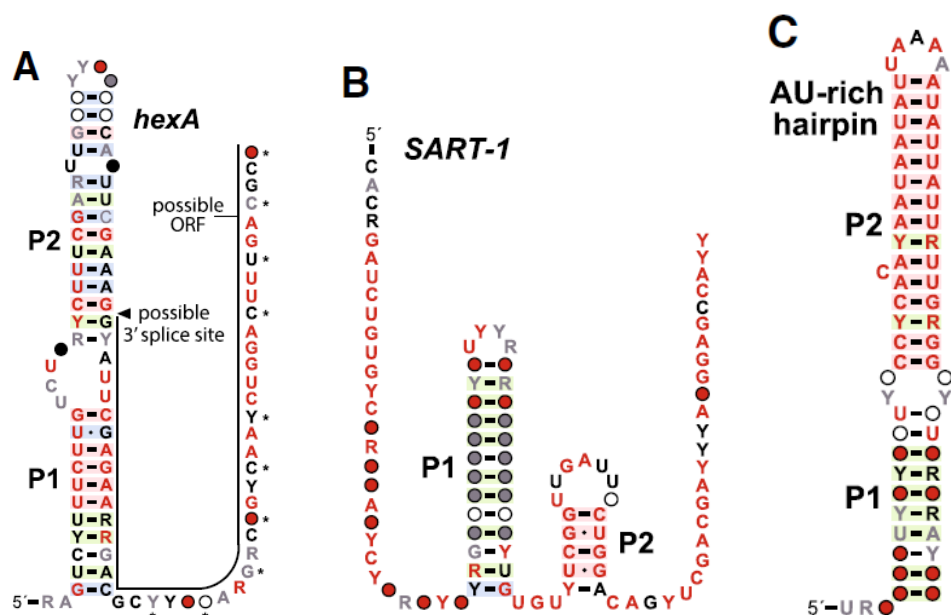 A
B
C
hexA
SART-1
AU-rich
hairpin
Y Y
Y
G C
U A
U
R U
A U
G C
C G
U A
U A
U A
C G
Y G
R Y
A
U U
C U
U
G C
U G
U A
C G
U A
U A
U R
Y R
C G
U A
G C
P2
P1
possible
ORF
possible
3´ splice site
5´ R A
G C Y Y A R
G * R C G Y C * A A Y * C U G G A C * U U U G * A C * G C *
5´
C A C R G A U C U G U G Y C R A Y C Y R Y
U Y Y R
Y R
G Y
R U
Y G
P1
U G U Y
U U G A U U
G C
G U
C G
U G
Y A
P2
A C A G Y
U C G A C G A Y Y Y A G G A G C C A Y Y
U A A A A
U A
U U
A U
A U
U A
A U
A U
Y R
A U
A U
C
C G
Y R
C G
C G
Y Y
U U
Y R
U R
Y A
Y
P2
P1
5´ U R